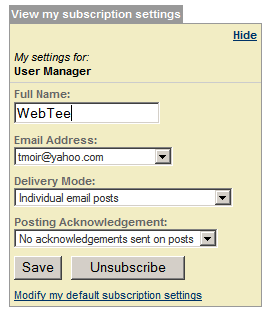 View my subscription settings
Hide
My settings for:
User Manager
Full Name:
WebTee
Email Address:
tmoir@yahoo.com
Delivery Mode:
Individual email posts
Posting Acknowledgement:
No acknowledgements sent on posts
Save Unsubscribe
Modify my default subscription settings